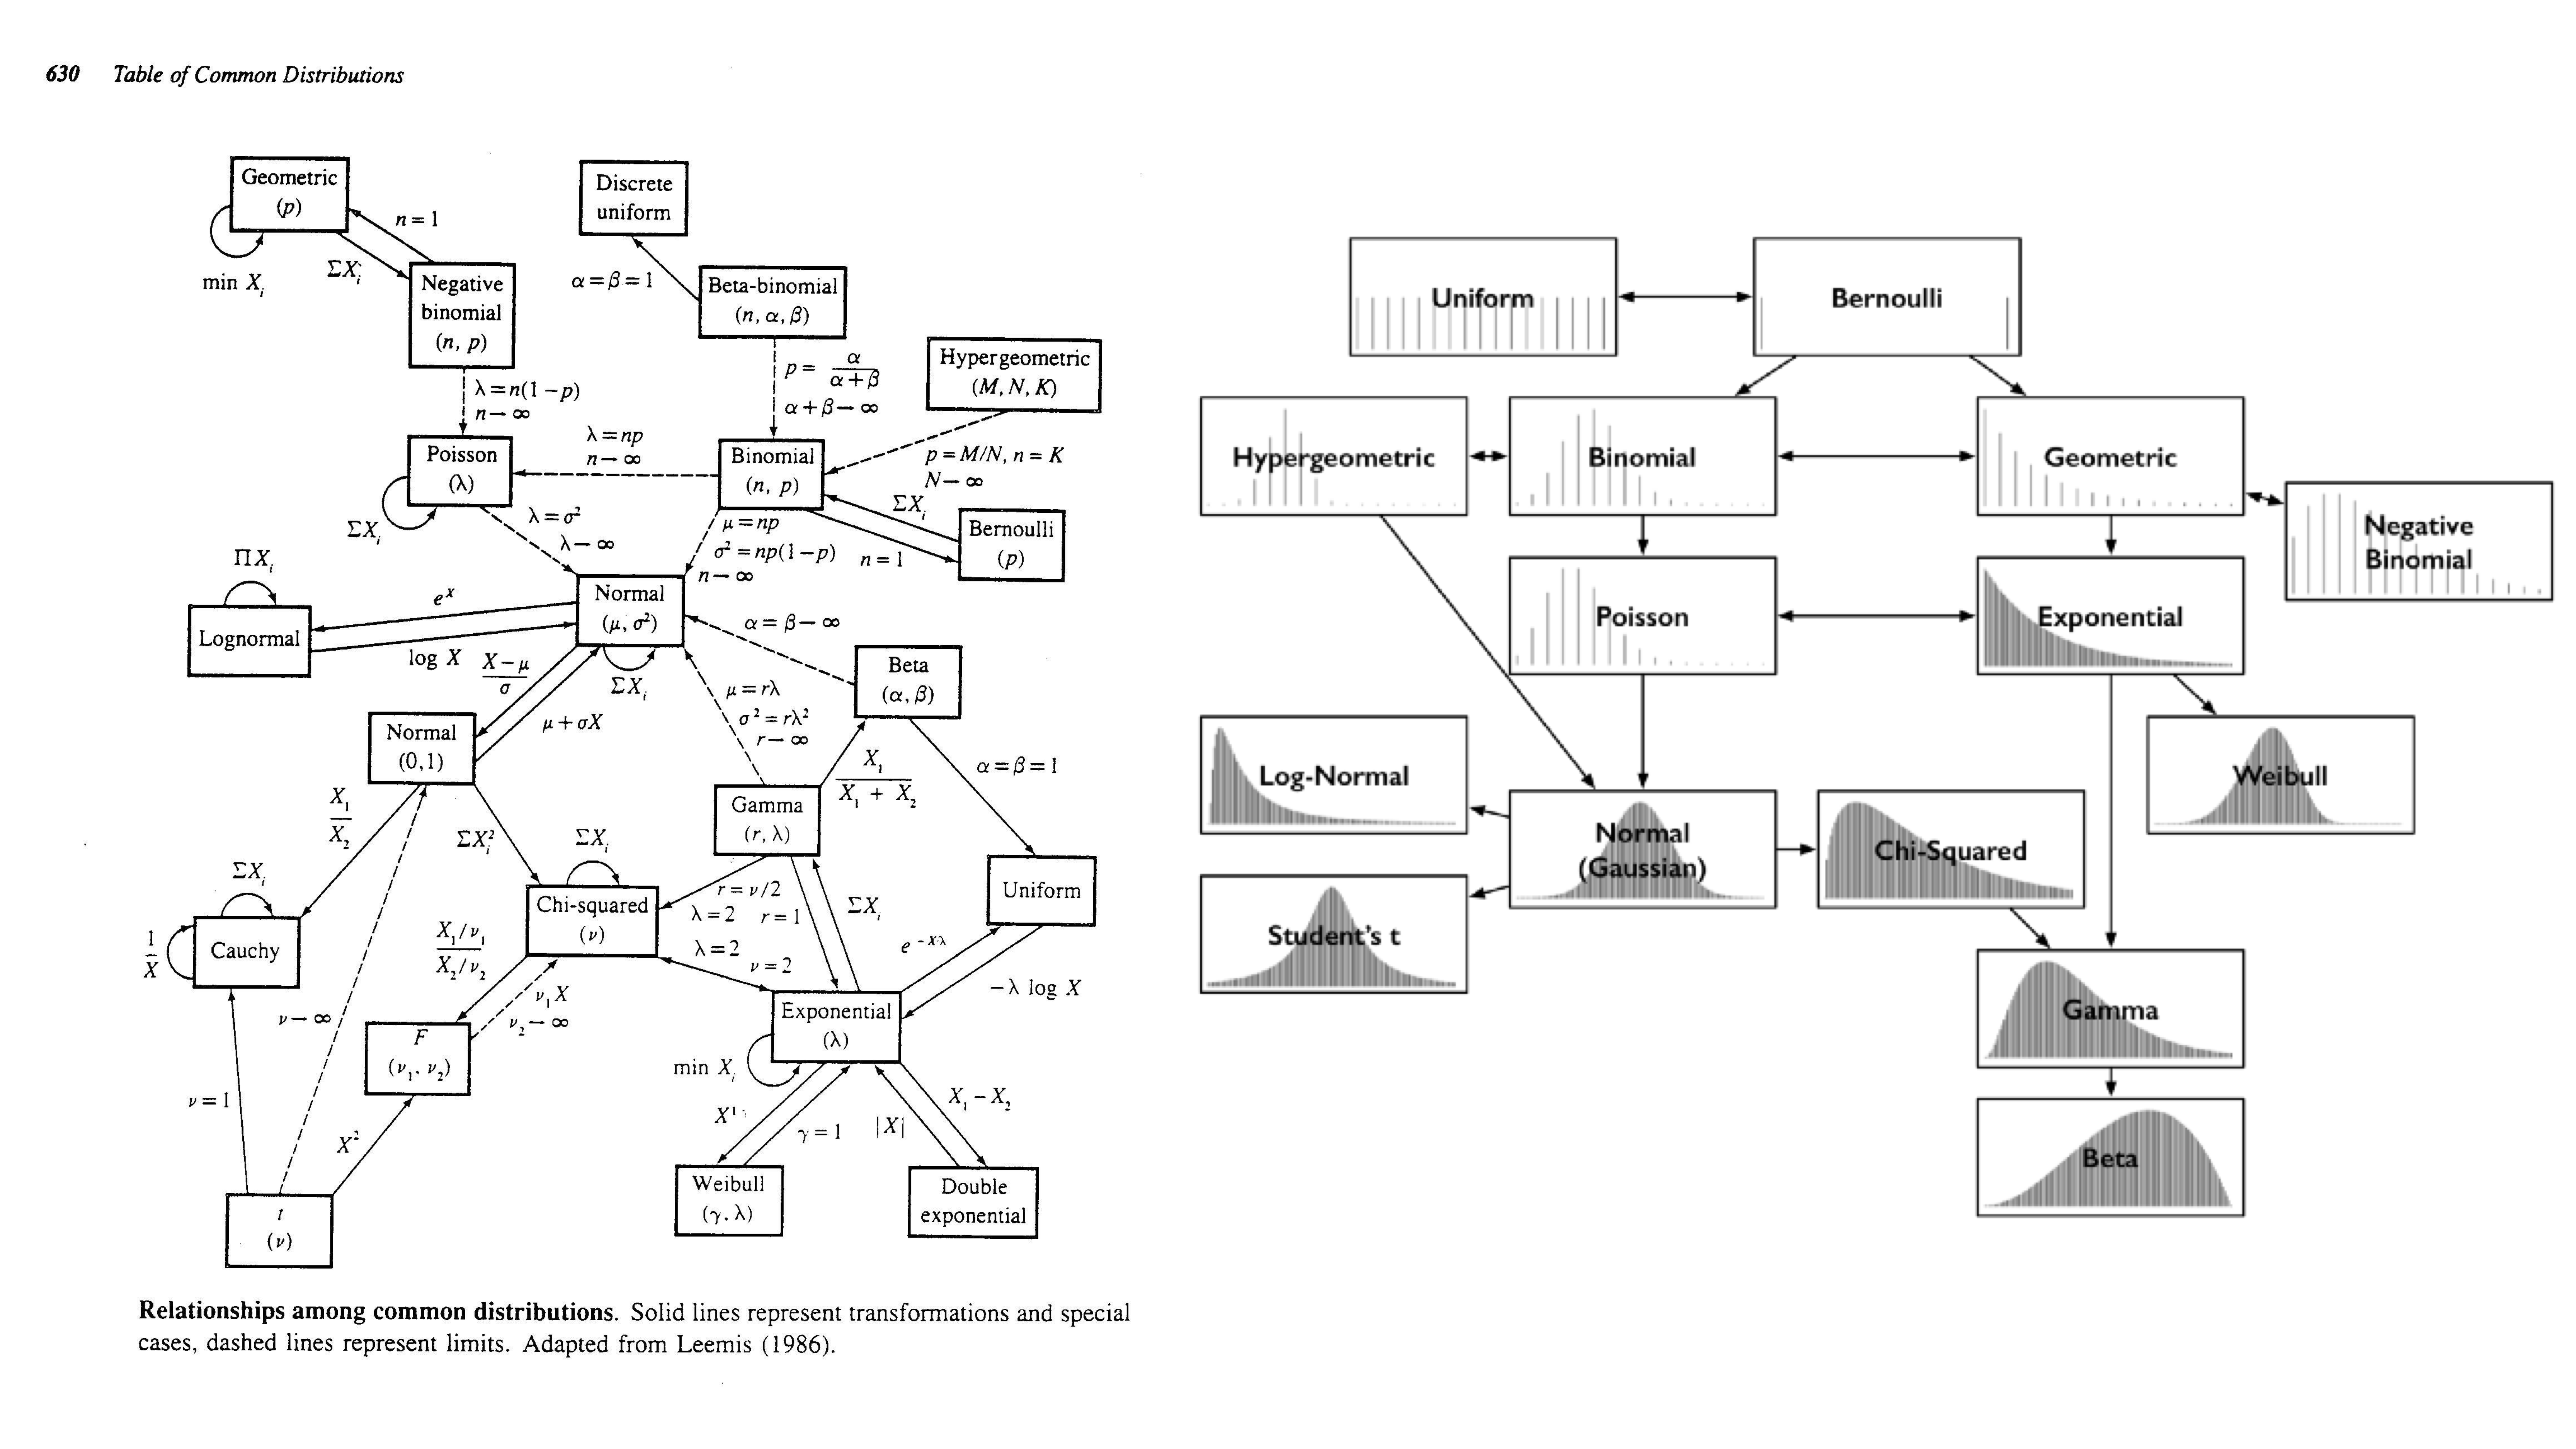 630 Table of Common Distributions
Geometric
(p)
n = 1
min X_i
ΣX_i
Negative
binomial
(n, p)
Discrete
uniform
α = β = 1
Beta-binomial
(n, α, β)
p = α / (α + β)
α + β → ∞
Hypergeometric
(M, N, K)
λ = n(1 − p)
n → ∞
λ = np
n → ∞
Poisson
(λ)
ΣX_i
Binomial
(n, p)
p = M/N, n = K
N → ∞
ΣX_i
Bernoulli
(p)
n = 1
λ = σ²
λ → ∞
μ = np
σ² = np(1 − p)
n → ∞
ΠX_i
Lognormal
e^X
log X
Normal
(μ, σ²)
ΣX_i
α = β → ∞
Beta
(α, β)
(X − μ) / σ
μ + σX
μ = rλ
σ² = rλ²
r → ∞
Normal
(0,1)
X_1 / X_2
ΣX_i²
ΣX_i
Gamma
(r, λ)
X_1 / (X_1 + X_2)
α = β = 1
ΣX_i
Cauchy
1 / X
Chi-squared
(ν)
r = ν/2
λ = 2
r = 1
ΣX_i
Uniform
(X_1/ν_1) / (X_2/ν_2)
λ = 2
ν = 2
e^{−X/λ}
−λ log X
ν → ∞
ν_1X
ν_2 → ∞
F
(ν_1, ν_2)
Exponential
(λ)
min X_i
ν = 1
X²
γ = 1
|X|
X_1 − X_2
t
(ν)
Weibull
(γ, λ)
Double
exponential
Relationships among common distributions. Solid lines represent transformations and special
cases, dashed lines represent limits. Adapted from Leemis (1986).
Uniform
Bernoulli
Hypergeometric
Binomial
Geometric
Negative
Binomial
Poisson
Exponential
Log-Normal
Weibull
Normal
(Gaussian)
Chi-Squared
Student's t
Gamma
Beta